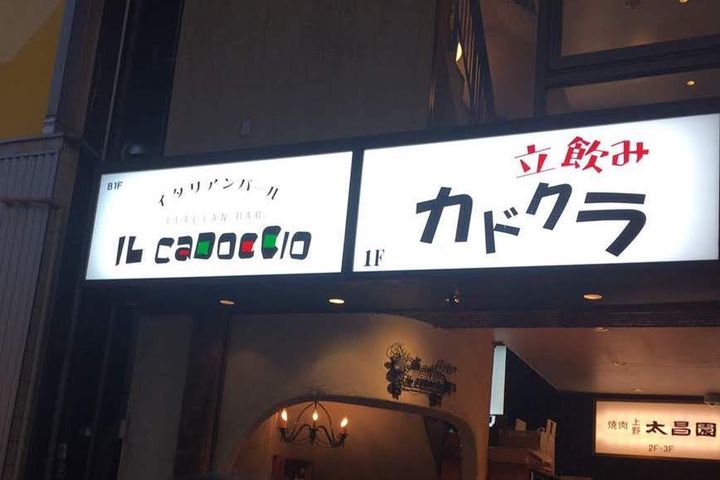 B1F
イタリアンバール
ITALIAN BAR
IL CADOCCIO
立飲み
カドクラ
1F
焼肉 上野 太昌園
2F·3F